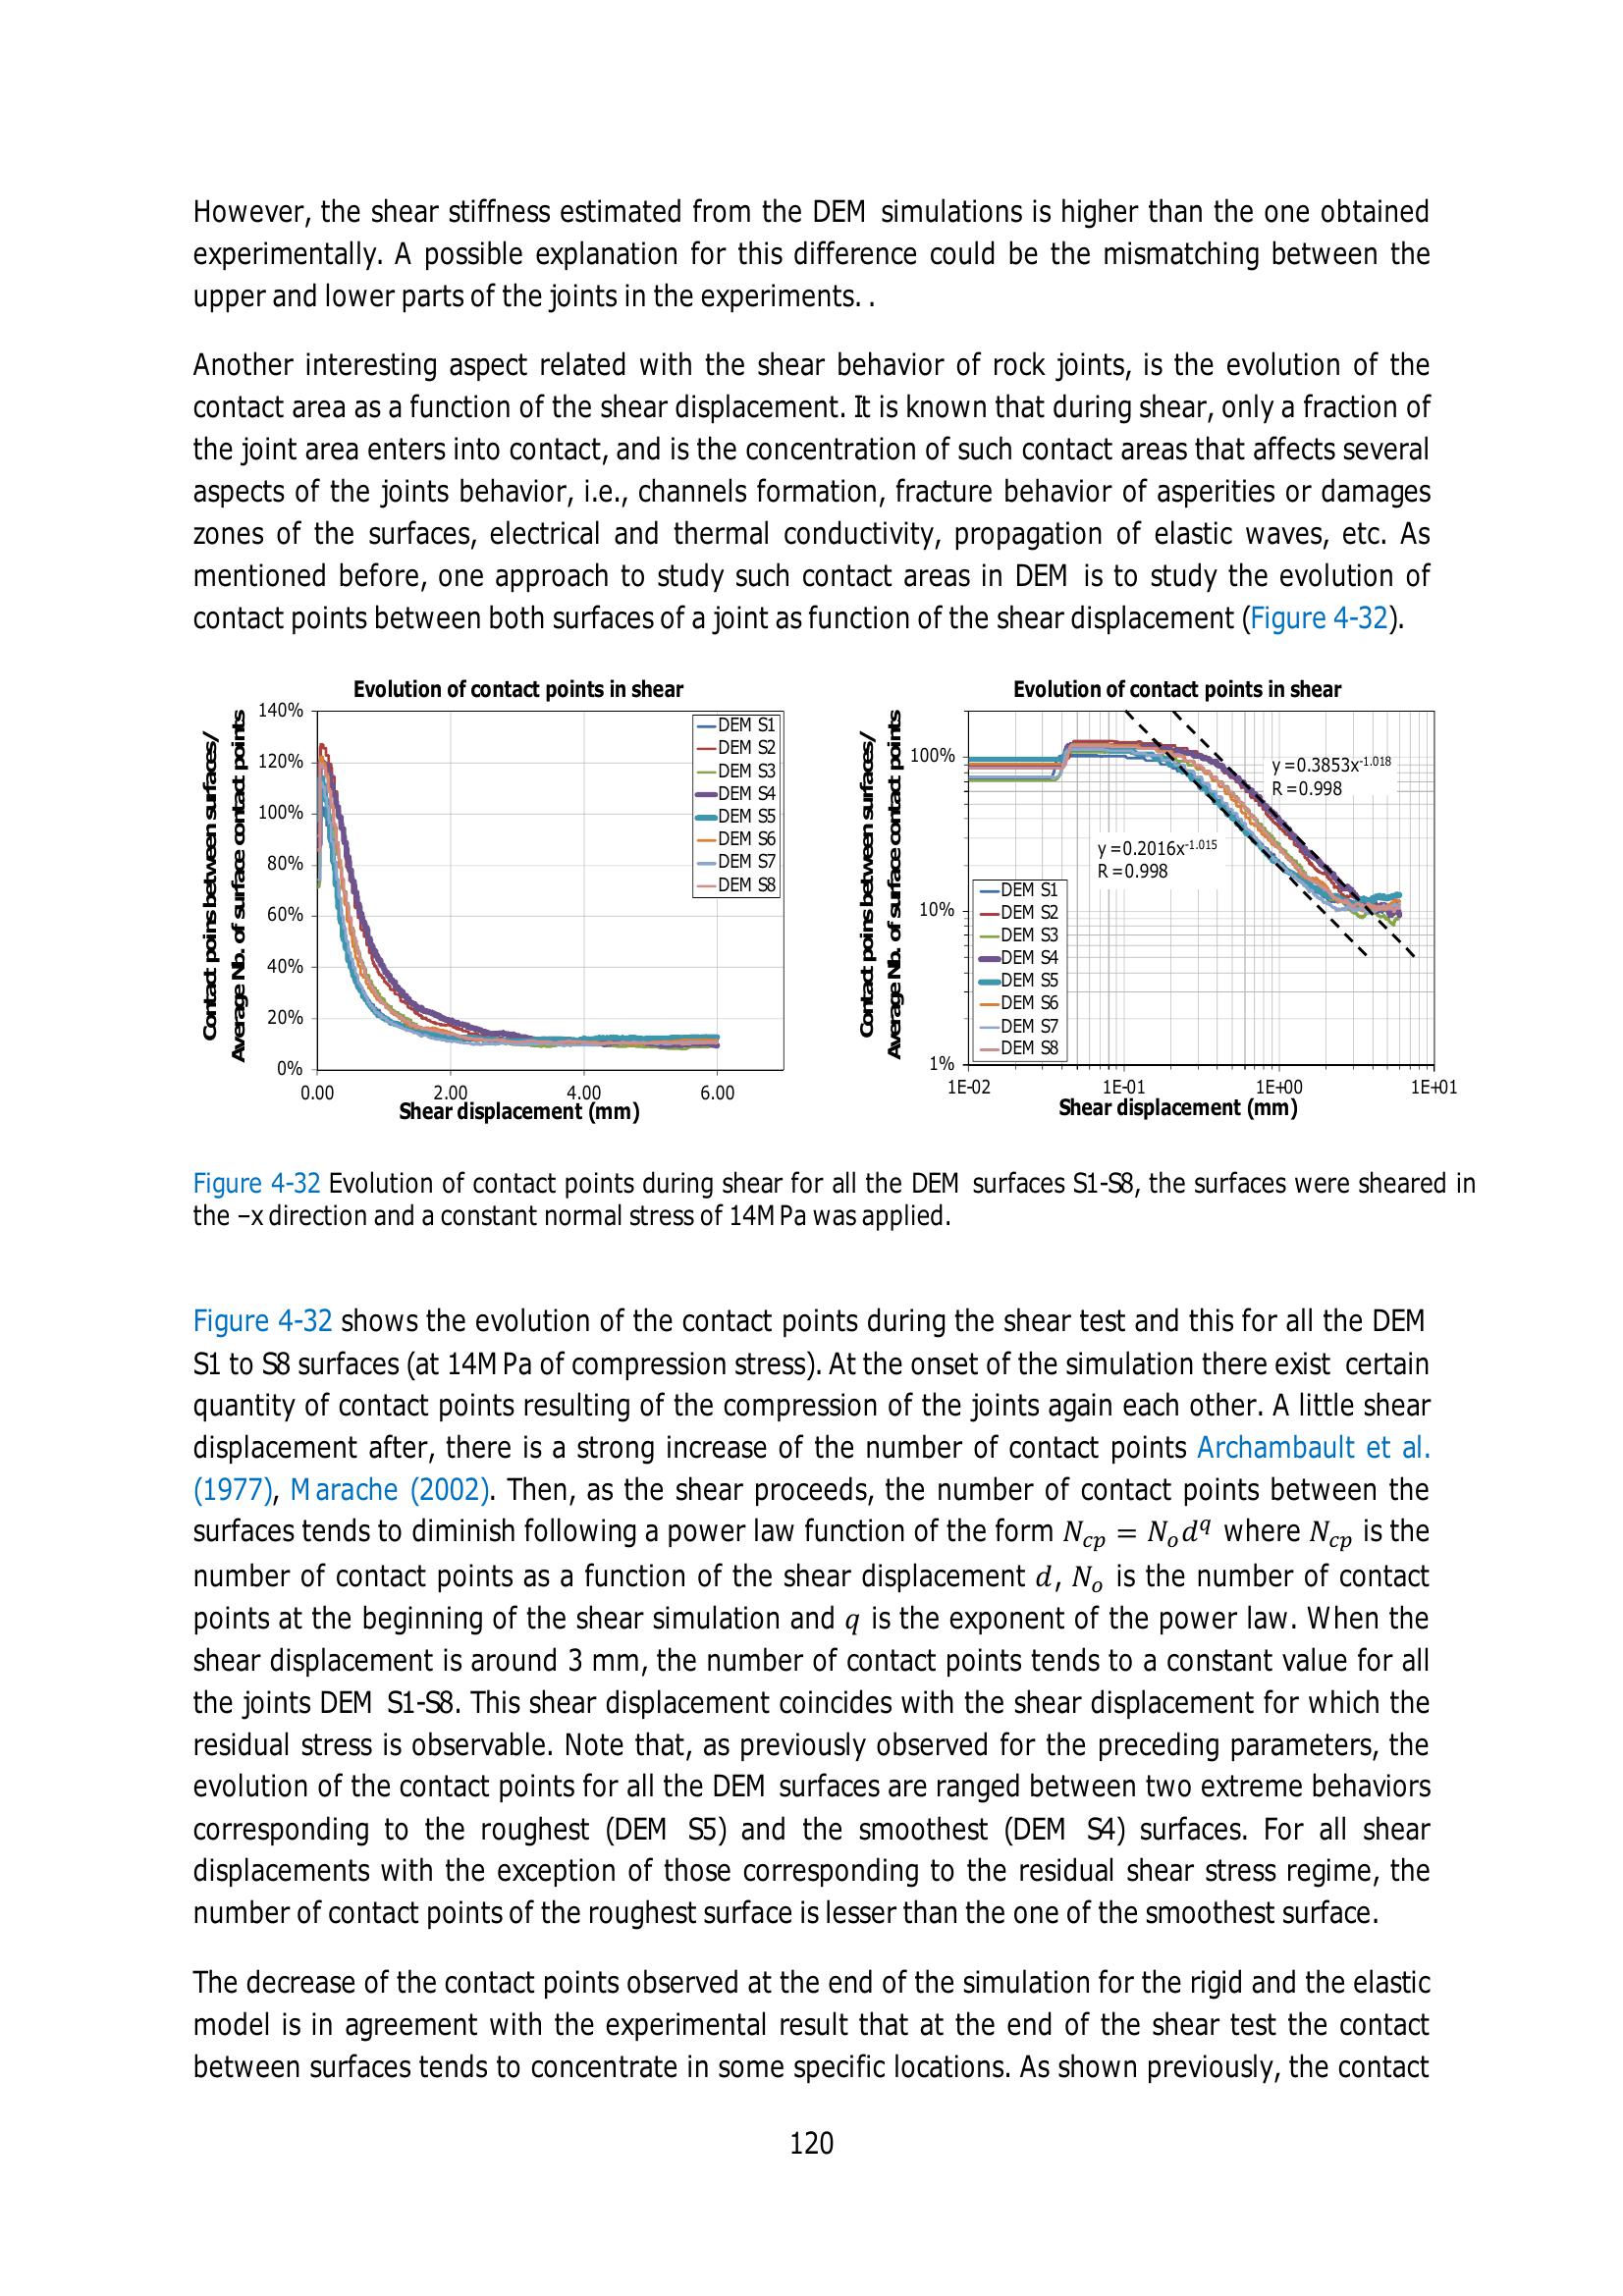 However, the shear stiffness estimated from the DEM simulations is higher than the one obtained
experimentally. A possible explanation for this difference could be the mismatching between the
upper and lower parts of the joints in the experiments. .
Another interesting aspect related with the shear behavior of rock joints, is the evolution of the
contact area as a function of the shear displacement. It is known that during shear, only a fraction of
the joint area enters into contact, and is the concentration of such contact areas that affects several
aspects of the joints behavior, i.e., channels formation, fracture behavior of asperities or damages
zones of the surfaces, electrical and thermal conductivity, propagation of elastic waves, etc. As
mentioned before, one approach to study such contact areas in DEM is to study the evolution of
contact points between both surfaces of a joint as function of the shear displacement (Figure 4-32).
Evolution of contact points in shear
Contact poins between surfaces/
Average No. of surface contact points
140%
120%
100%
80%
60%
40%
20%
0%
0.00 2.00 4.00 6.00
Shear displacement (mm)
DEM S1
DEM S2
DEM S3
DEM S4
DEM S5
DEM S6
DEM S7
DEM S8
Evolution of contact points in shear
Contact poins between surfaces/
Average No. of surface contact points
100%
10%
1%
y = 0.3853x-1.018
R = 0.998
y = 0.2016x-1.015
R = 0.998
DEM S1
DEM S2
DEM S3
DEM S4
DEM S5
DEM S6
DEM S7
DEM S8
1E-02 1E-01 1E+00 1E+01
Shear displacement (mm)
Figure 4-32 Evolution of contact points during shear for all the DEM surfaces S1-S8, the surfaces were sheared in
the –x direction and a constant normal stress of 14MPa was applied.
Figure 4-32 shows the evolution of the contact points during the shear test and this for all the DEM
S1 to S8 surfaces (at 14MPa of compression stress). At the onset of the simulation there exist certain
quantity of contact points resulting of the compression of the joints again each other. A little shear
displacement after, there is a strong increase of the number of contact points Archambault et al.
(1977), Marache (2002). Then, as the shear proceeds, the number of contact points between the
surfaces tends to diminish following a power law function of the form N_cp = N_o d^q where N_cp is the
number of contact points as a function of the shear displacement d, N_o is the number of contact
points at the beginning of the shear simulation and q is the exponent of the power law. When the
shear displacement is around 3 mm, the number of contact points tends to a constant value for all
the joints DEM S1-S8. This shear displacement coincides with the shear displacement for which the
residual stress is observable. Note that, as previously observed for the preceding parameters, the
evolution of the contact points for all the DEM surfaces are ranged between two extreme behaviors
corresponding to the roughest (DEM S5) and the smoothest (DEM S4) surfaces. For all shear
displacements with the exception of those corresponding to the residual shear stress regime, the
number of contact points of the roughest surface is lesser than the one of the smoothest surface.
The decrease of the contact points observed at the end of the simulation for the rigid and the elastic
model is in agreement with the experimental result that at the end of the shear test the contact
between surfaces tends to concentrate in some specific locations. As shown previously, the contact
120